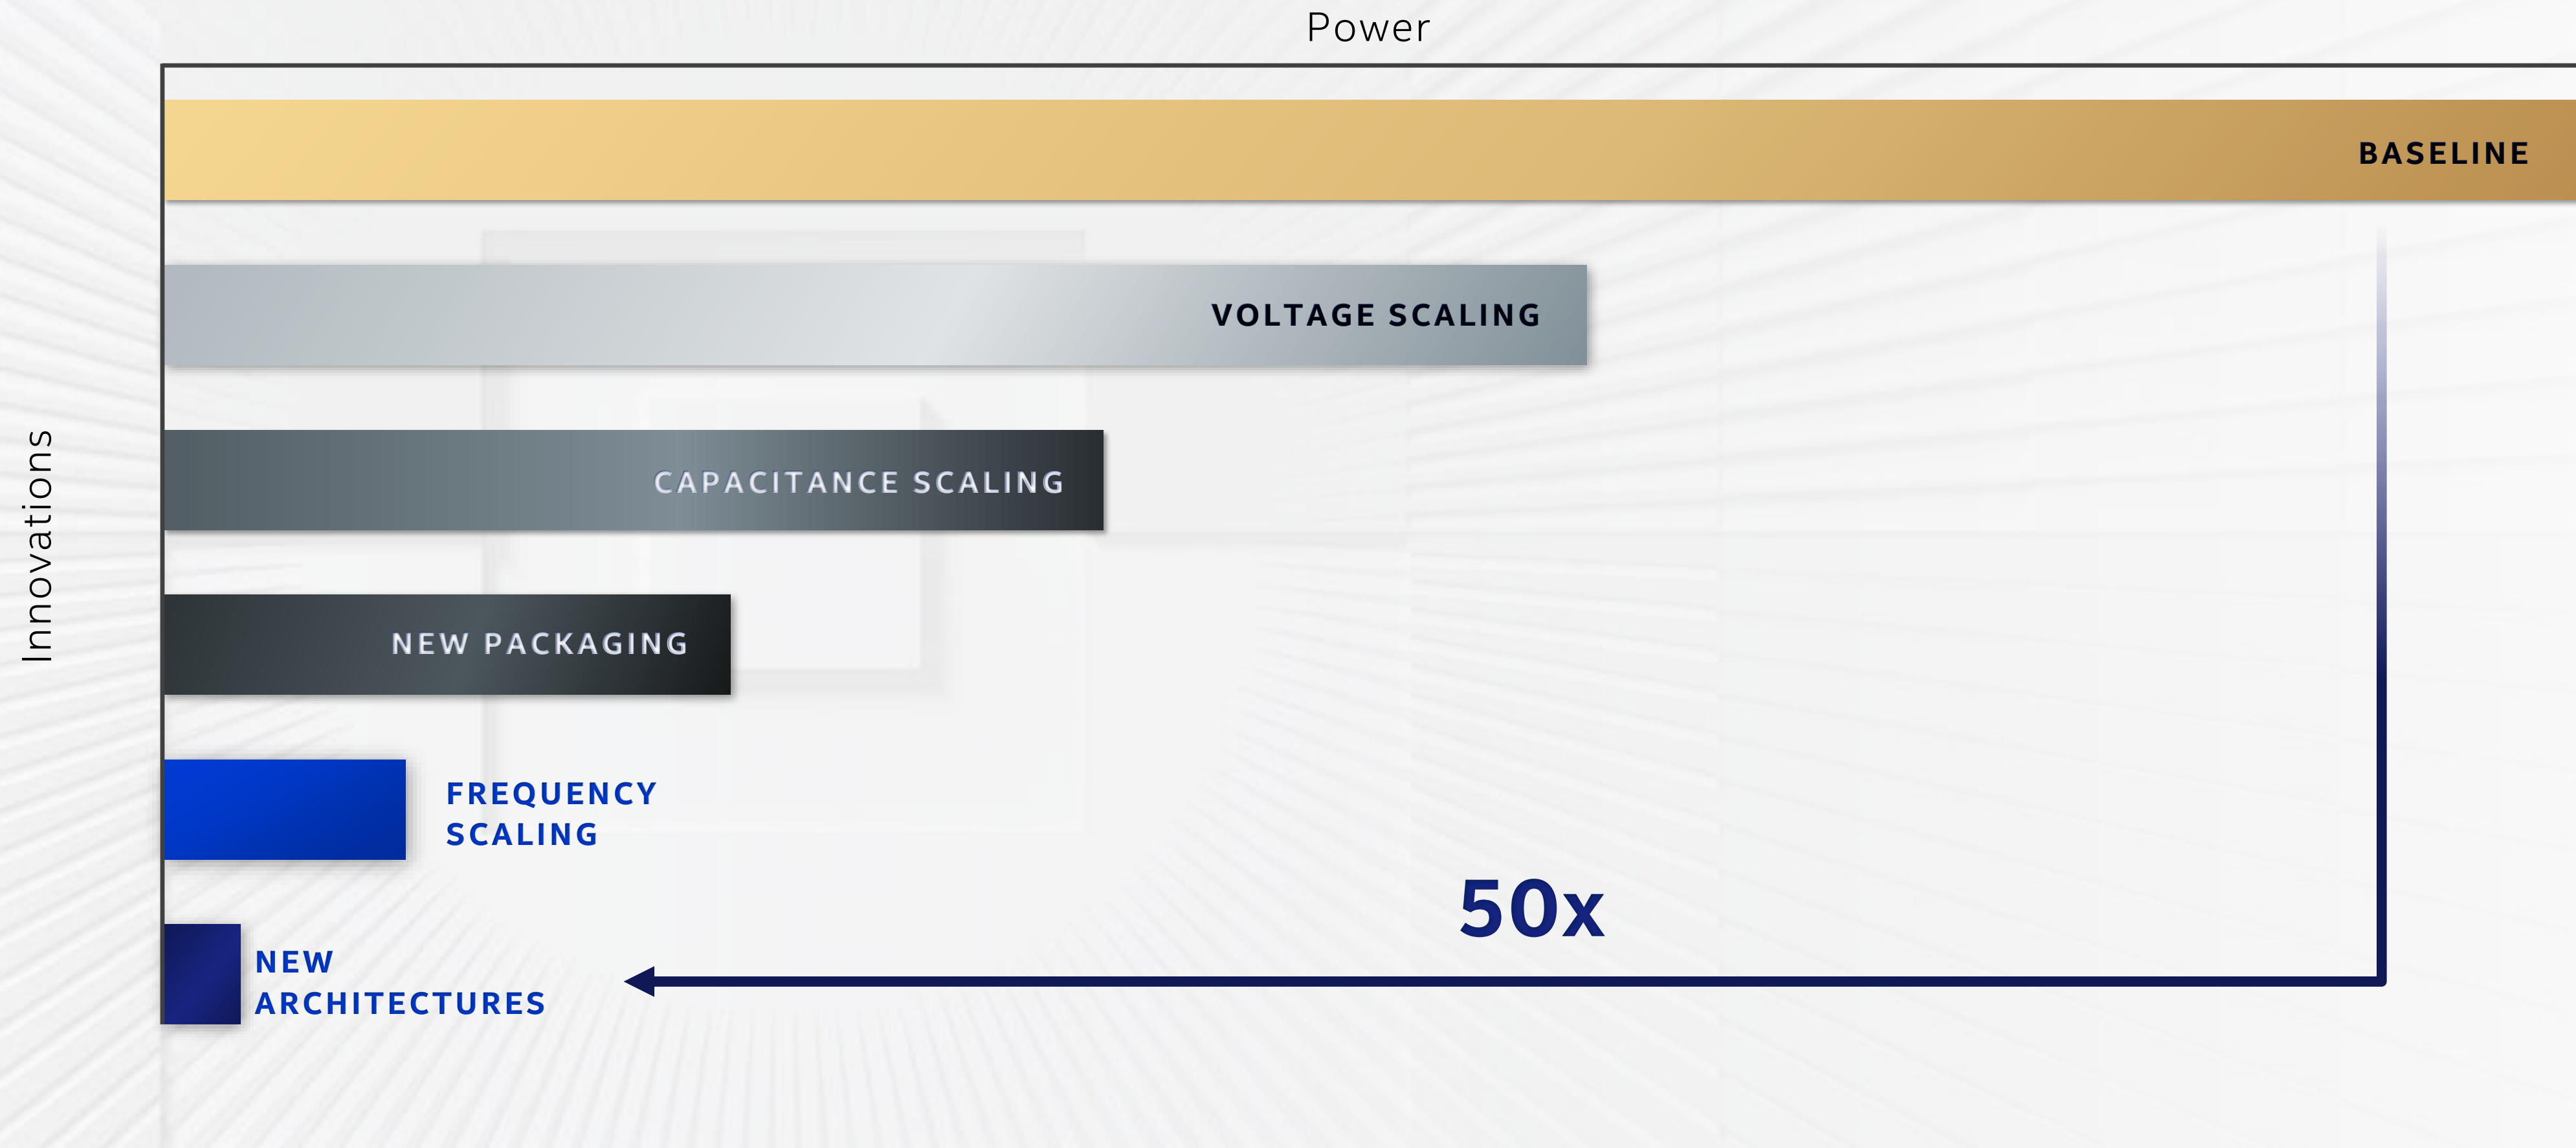 Power
BASELINE
VOLTAGE SCALING
CAPACITANCE SCALING
Innovations
NEW PACKAGING
FREQUENCY
SCALING
50x
NEW
ARCHITECTURES